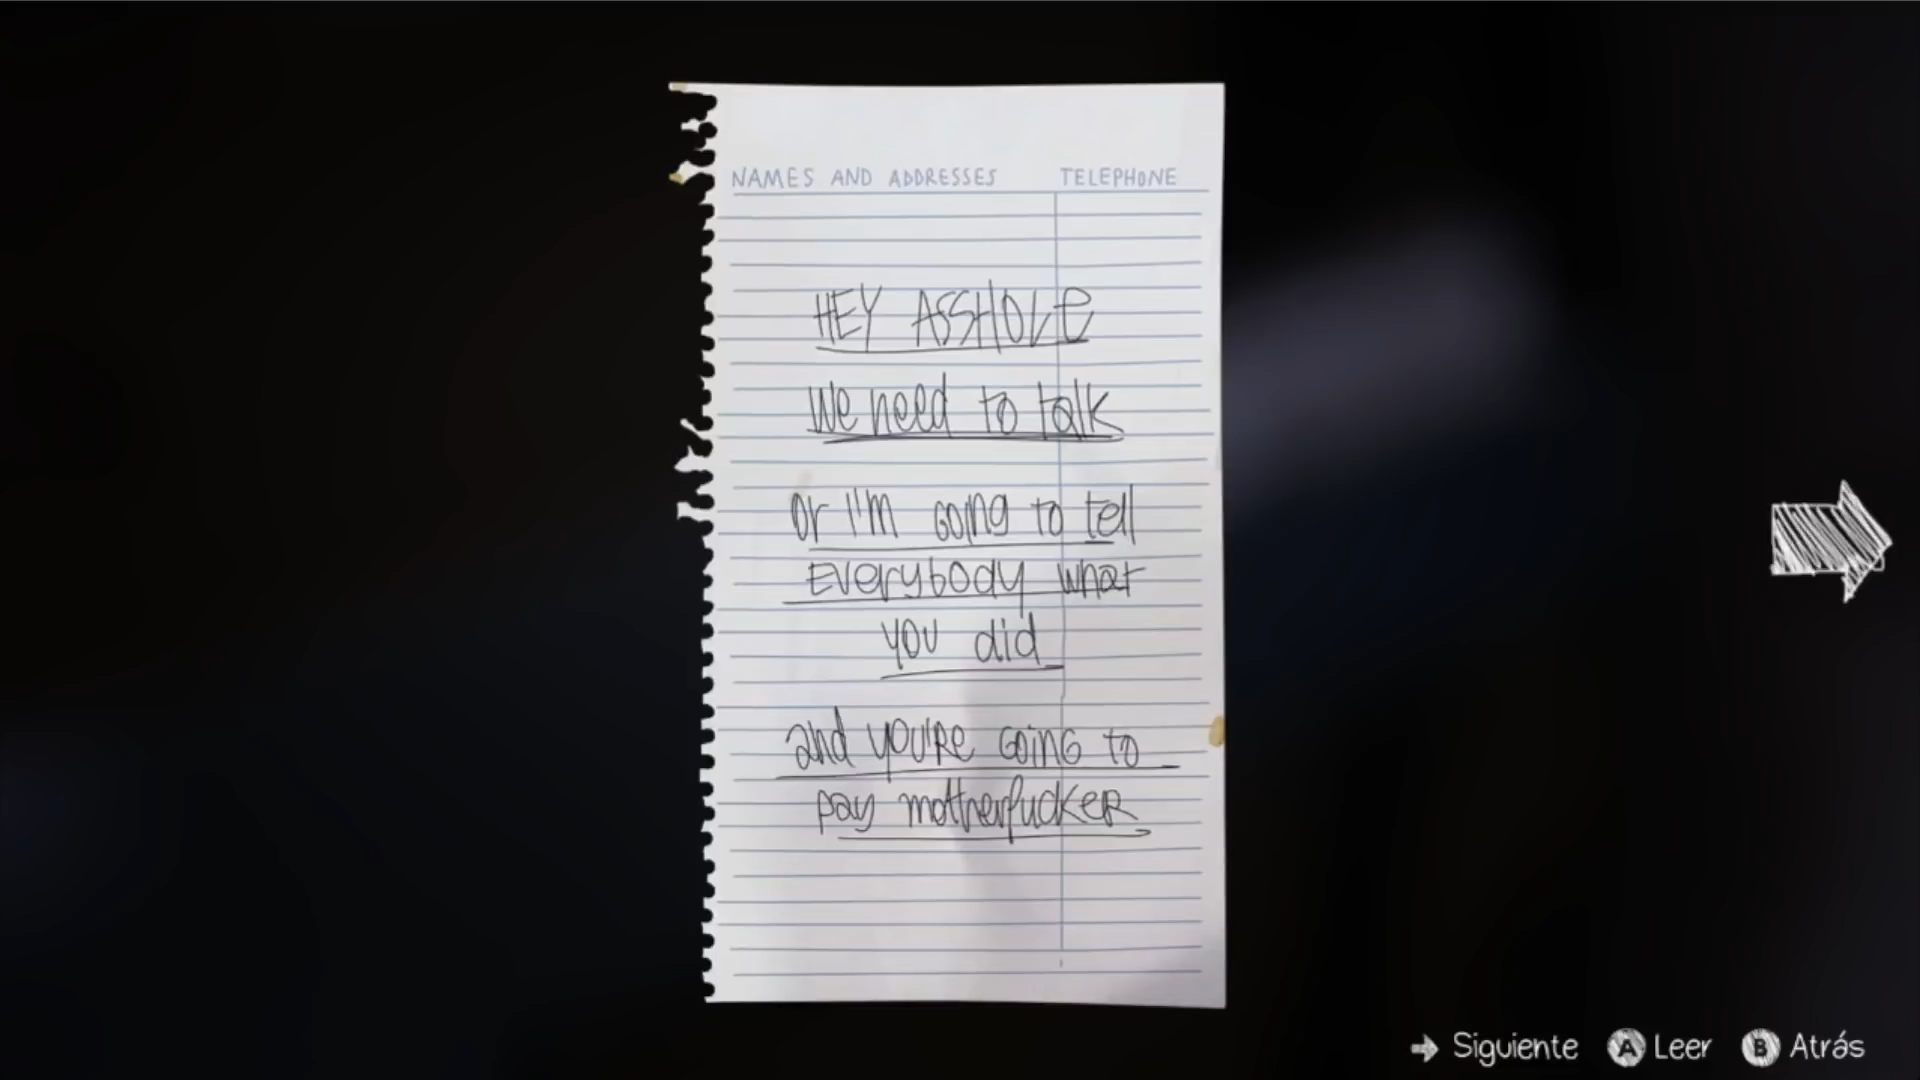 NAMES AND ADDRESSES TELEPHONE
HEY ASSHOLE
We need to talk
or I'm going to tell
Everybody what
you did
and you're going to
pay motherfucker
Siguiente A Leer B Atrás